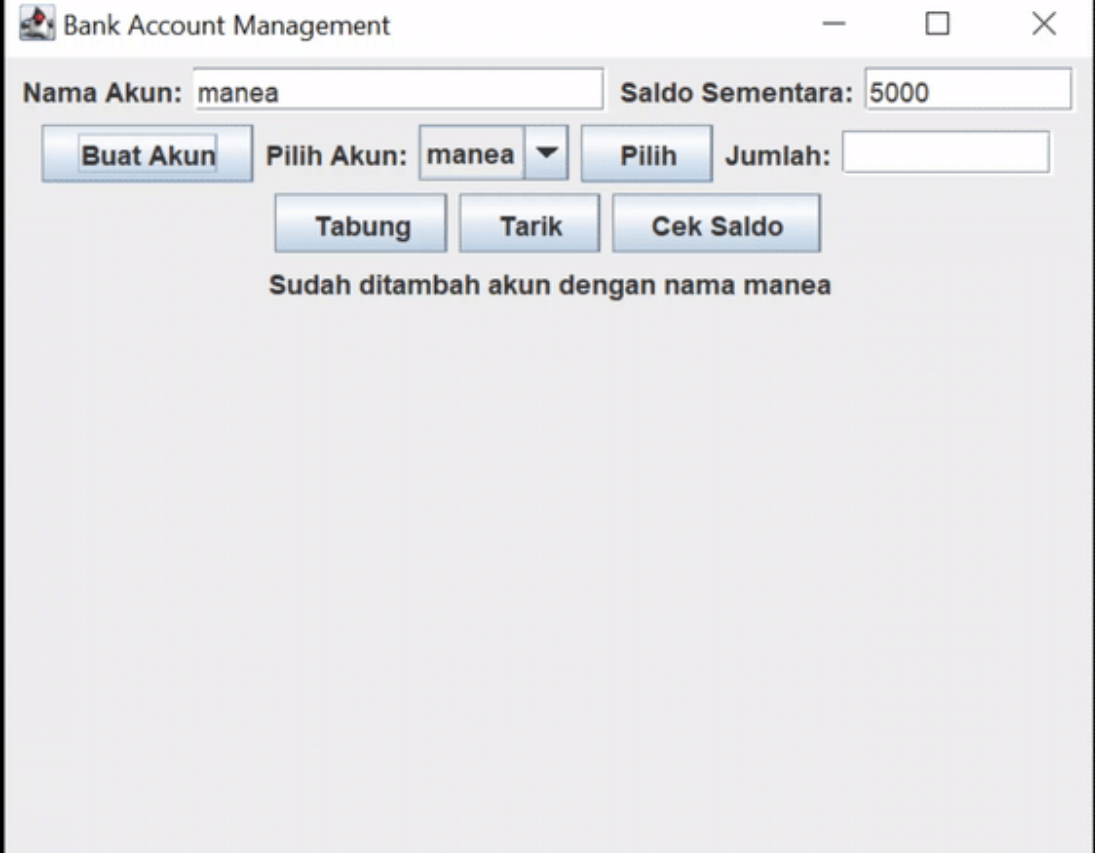 Bank Account Management
Nama Akun: manea Saldo Sementara: 5000
Buat Akun Pilih Akun: manea Pilih Jumlah:
Tabung Tarik Cek Saldo
Sudah ditambah akun dengan nama manea